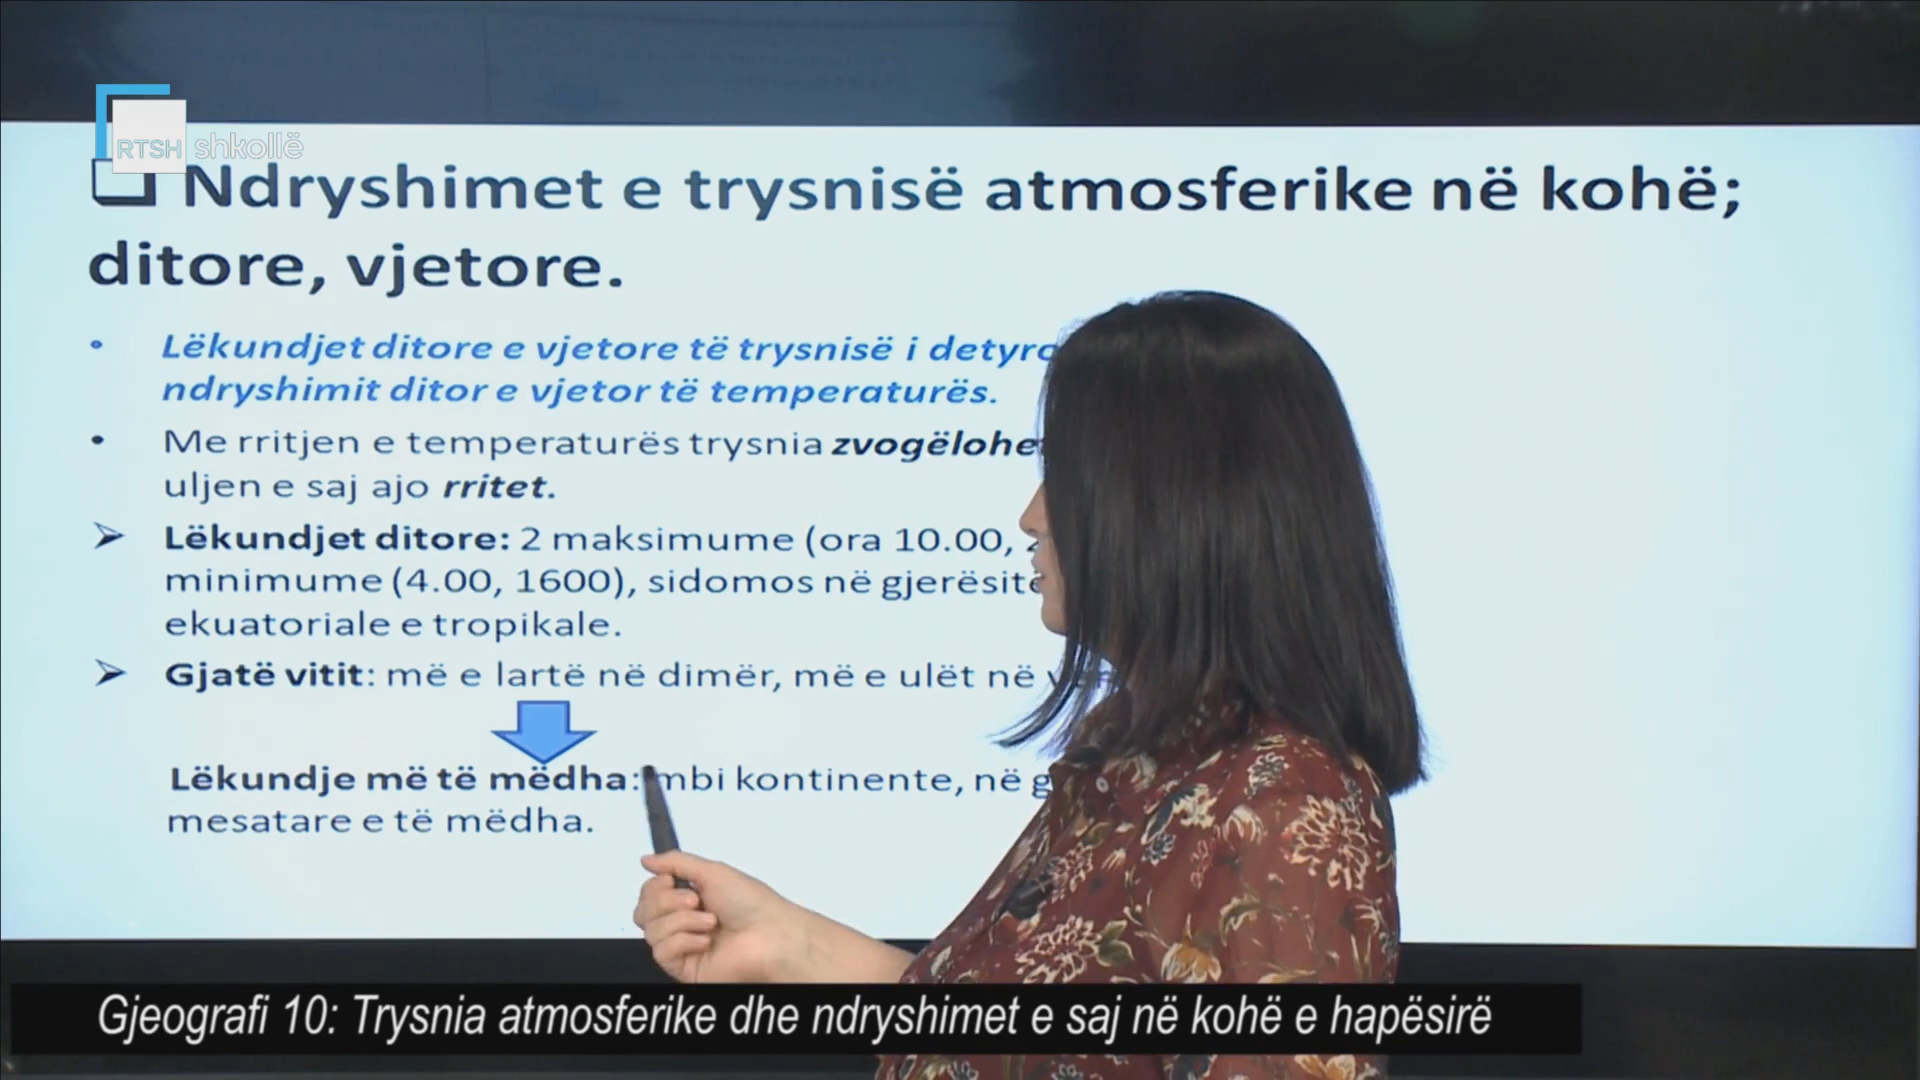 RTSH shkollë
Ndryshimet e trysnisë atmosferike në kohë;
ditore, vjetore.
Lëkundjet ditore e vjetore të trysnisë i
ndryshimit ditor e vjetor të temperaturës.
Me rritjen e temperaturës trysnia zvogëlohet
uljen e saj ajo rritet.
Lëkundjet ditore: 2 maksimume (ora 10.00,
minimume (4.00, 1600), sidomos në
ekuatoriale e tropikale.
Gjatë vitit: më e lartë në dimër, më e ulët në
Lëkundje më të mëdha: mbi kontinente, në
mesatare e të mëdha.
Gjeografi 10: Trysnia atmosferike dhe ndryshimet e saj në kohë e hapësirë